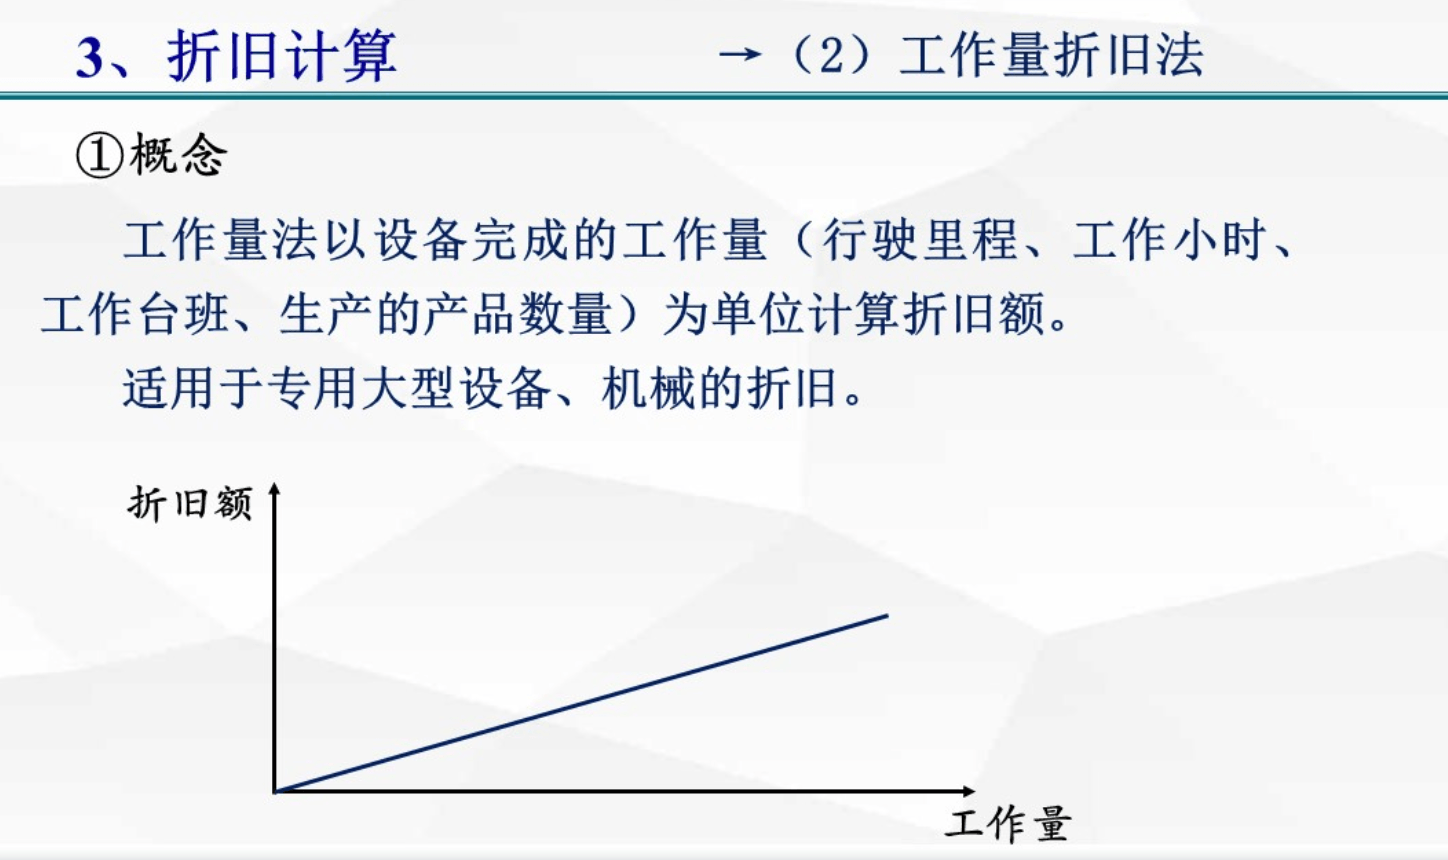 3、折旧计算
→（2）工作量折旧法
①概念
工作量法以设备完成的工作量（行驶里程、工作小时、
工作台班、生产的产品数量）为单位计算折旧额。
适用于专用大型设备、机械的折旧。
折旧额
工作量